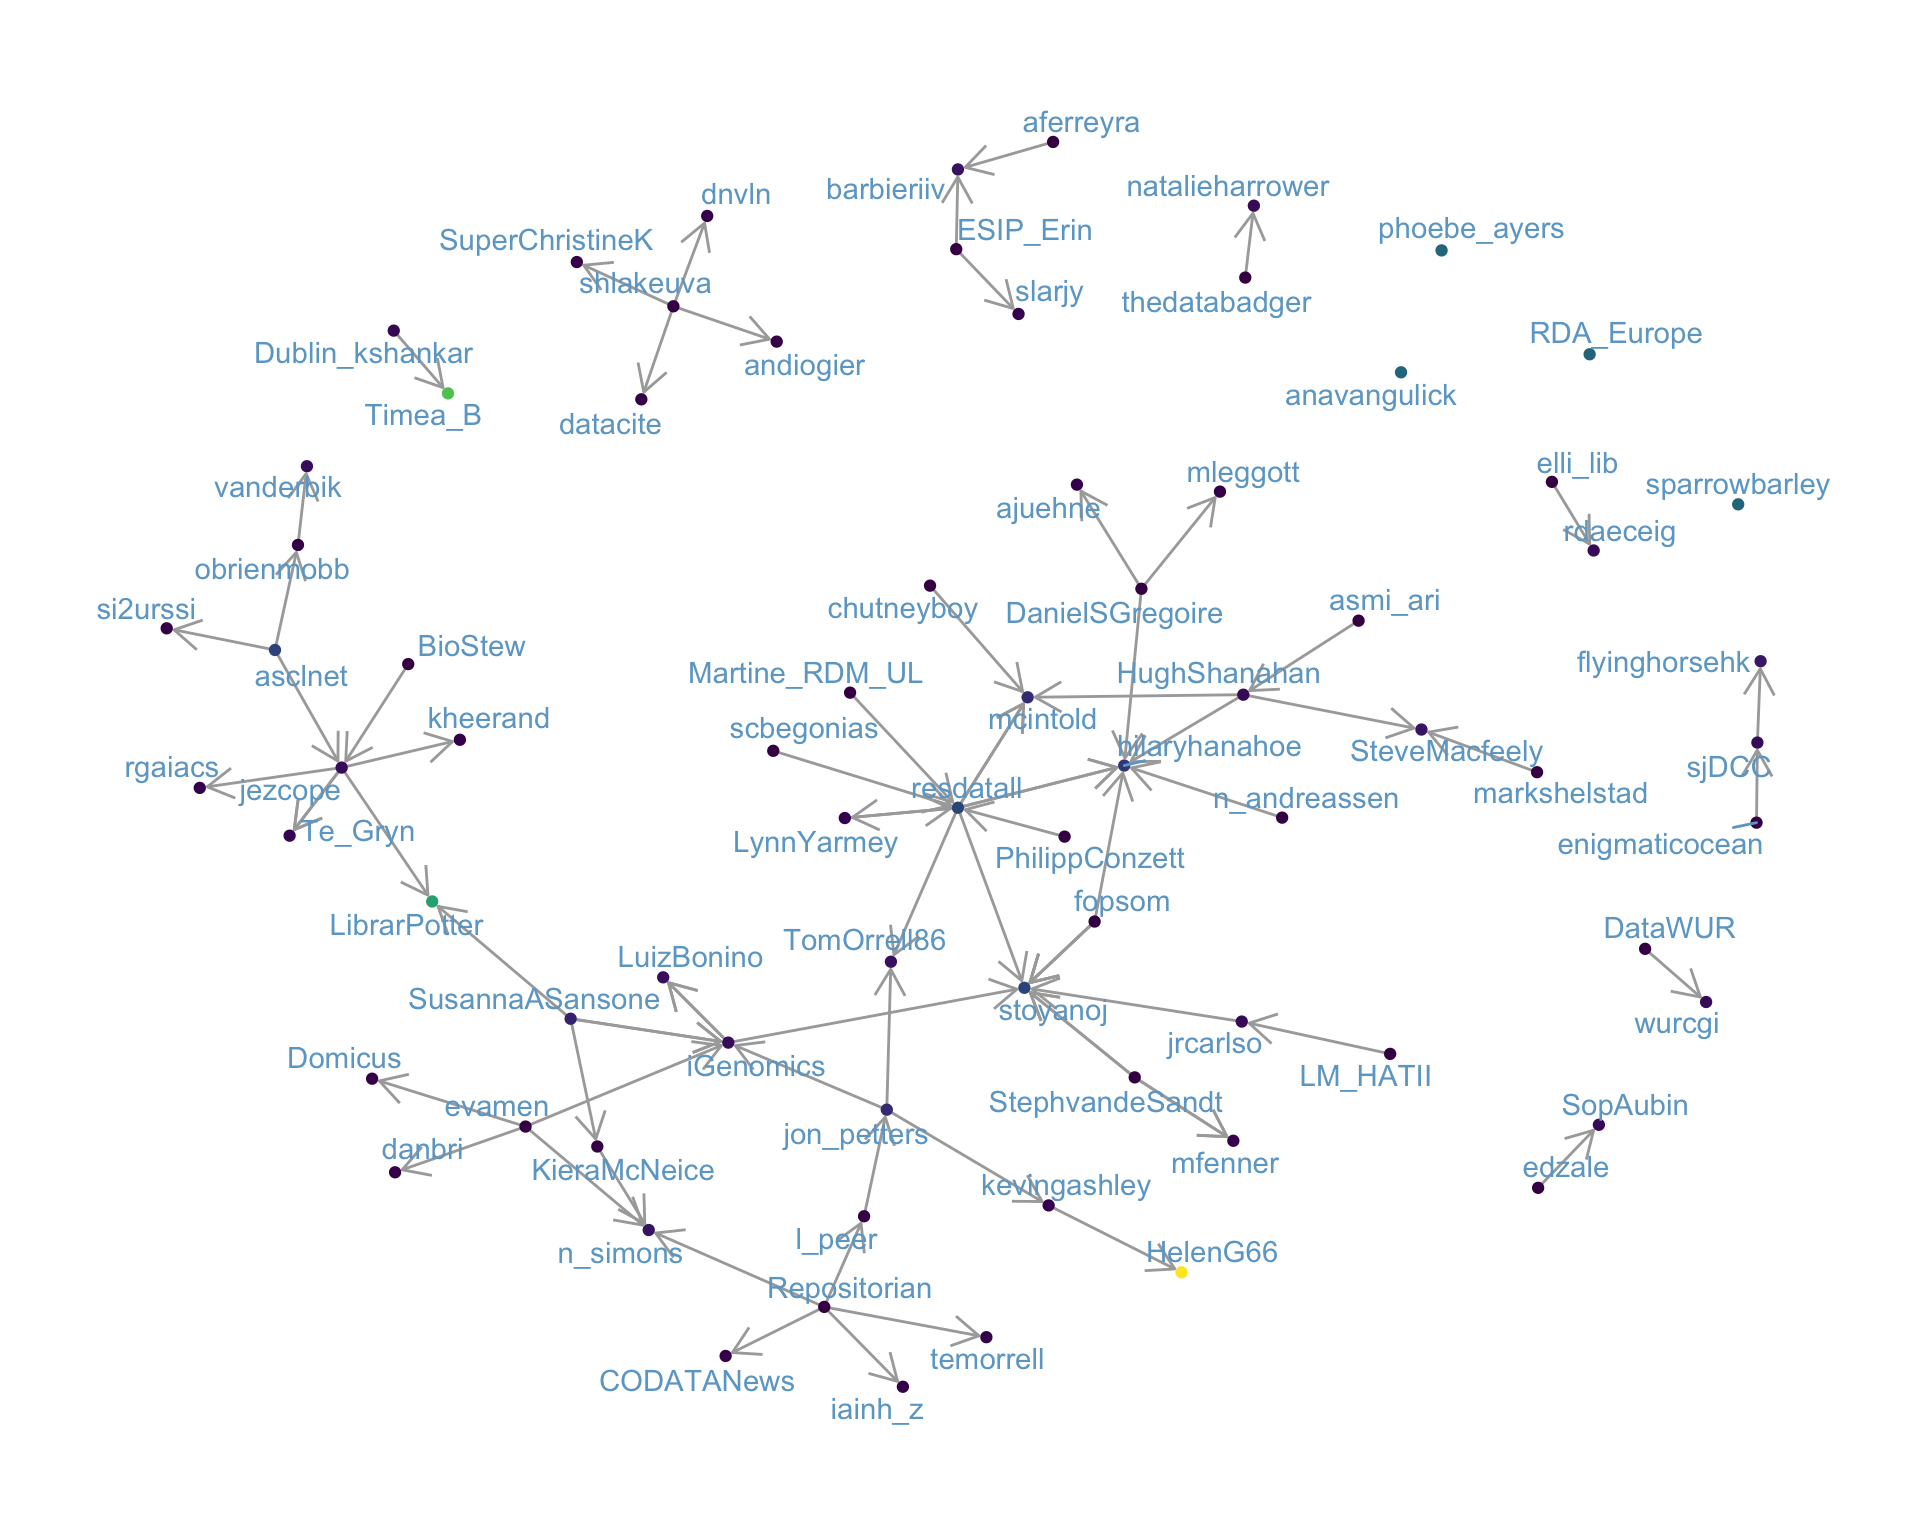 aferreyra
barbieriiv
natalieharrower
dnvln
SuperChristineK
ESIP_Erin
phoebe_ayers
shlakeuva
slarjy
thedatabadger
RDA_Europe
Dublin_kshankar
andiogier
anavangulick
Timea_B
datacite
elli_lib
mleggott
vanderbik
sparrowbarley
ajuehne
rdaeceig
obrienmobb
si2urssi
chutneyboy
DanielSGregoire
asmi_ari
BioStew
flyinghorsehk
asclnet
Martine_RDM_UL
HughShanahan
kheerand
mcintold
scbegonias
hilaryhanahoe
SteveMacfeely
rgaiacs
sjDCC
jezcope
resdatall
n_andreassen
markshelstad
Te_Gryn
LynnYarmey
PhilippConzett
enigmaticocean
fopsom
LibrarPotter
DataWUR
TomOrrell86
LuizBonino
SusannaASansone
stoyanoj
wurcgi
jrcarlso
Domicus
iGenomics
LM_HATII
evamen
StephvandeSandt
SopAubin
jon_petters
danbri
KieraMcNeice
mfenner
edzale
kevingashley
l_peer
n_simons
HelenG66
Repositorian
temorrell
CODATANews
iainh_z